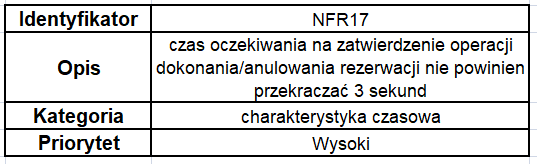 Identyfikator NFR17
Opis czas oczekiwania na zatwierdzenie operacji
dokonania/anulowania rezerwacji nie powinien
przekraczać 3 sekund
Kategoria charakterystyka czasowa
Priorytet Wysoki